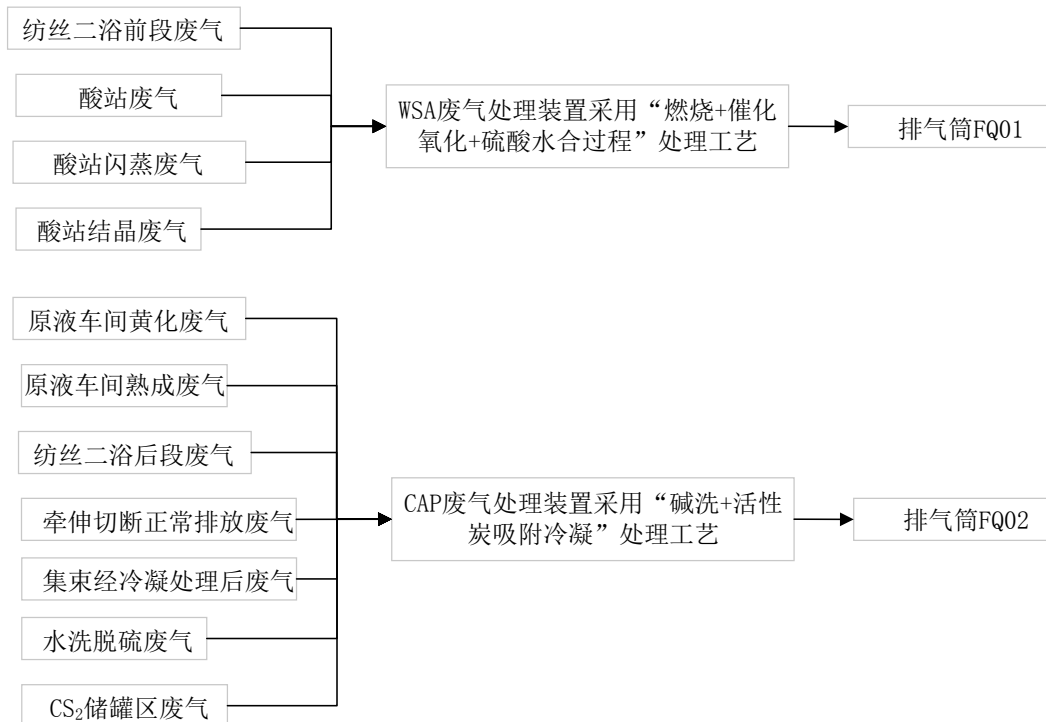 纺丝二浴前段废气
酸站废气
酸站闪蒸废气
酸站结晶废气
WSA废气处理装置采用“燃烧+催化
氧化+硫酸水合过程”处理工艺
排气筒FQ01
原液车间黄化废气
原液车间熟成废气
纺丝二浴后段废气
牵伸切断正常排放废气
集束经冷凝处理后废气
水洗脱硫废气
CS₂储罐区废气
CAP废气处理装置采用“碱洗+活性
炭吸附冷凝”处理工艺
排气筒FQ02